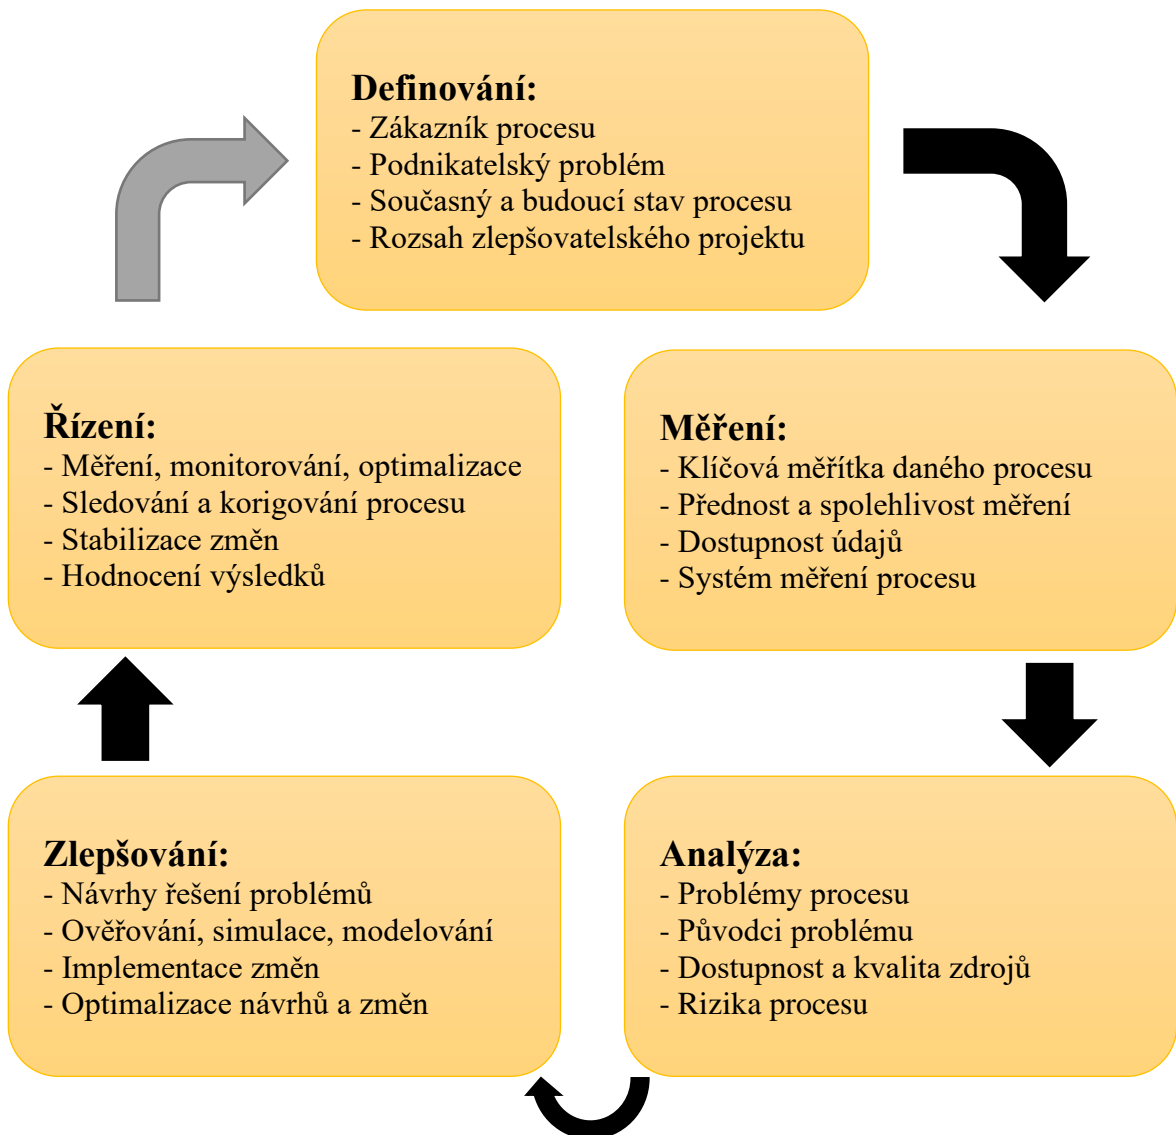 Definování:
- Zákazník procesu
- Podnikatelský problém
- Současný a budoucí stav procesu
- Rozsah zlepšovatelského projektu
Měření:
- Klíčová měřítka daného procesu
- Přednost a spolehlivost měření
- Dostupnost údajů
- Systém měření procesu
Analýza:
- Problémy procesu
- Původci problému
- Dostupnost a kvalita zdrojů
- Rizika procesu
Zlepšování:
- Návrhy řešení problémů
- Ověřování, simulace, modelování
- Implementace změn
- Optimalizace návrhů a změn
Řízení:
- Měření, monitorování, optimalizace
- Sledování a korigování procesu
- Stabilizace změn
- Hodnocení výsledků